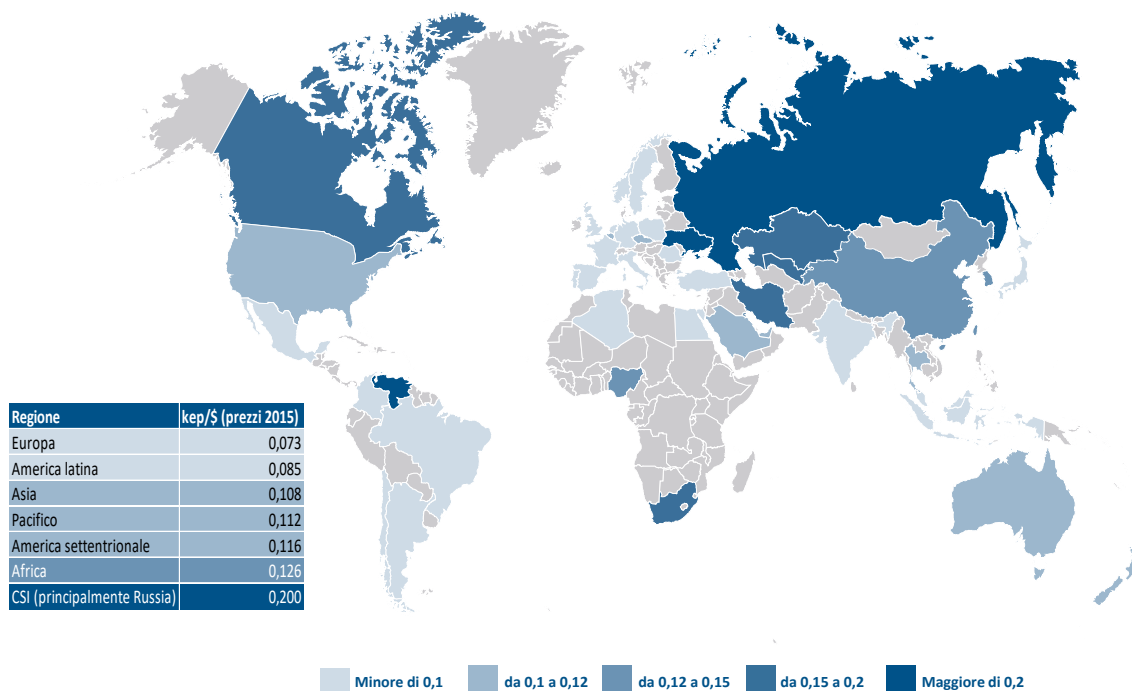 Regione kep/$ (prezzi 2015)
Europa 0,073
America latina 0,085
Asia 0,108
Pacifico 0,112
America settentrionale 0,116
Africa 0,126
CSI (principalmente Russia) 0,200
Minore di 0,1 da 0,1 a 0,12 da 0,12 a 0,15 da 0,15 a 0,2 Maggiore di 0,2